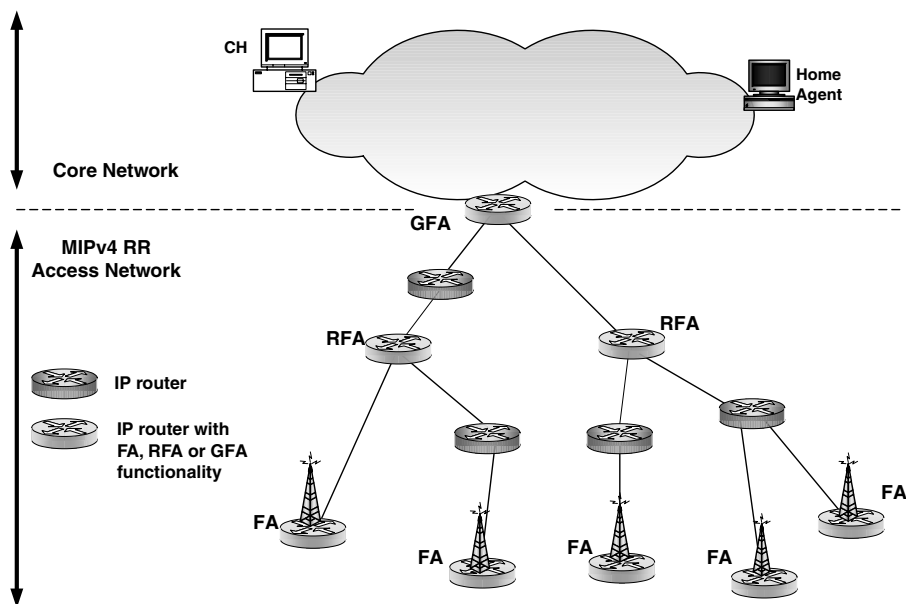 CH
Home
Agent
Core Network
GFA
MIPv4 RR
Access Network
RFA
RFA
IP router
IP router with
FA, RFA or GFA
functionality
FA
FA
FA
FA
FA